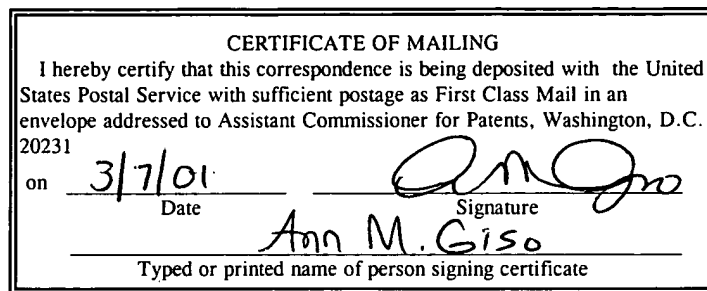 CERTIFICATE OF MAILING
I hereby certify that this correspondence is being deposited with the United
States Postal Service with sufficient postage as First Class Mail in an
envelope addressed to Assistant Commissioner for Patents, Washington, D.C.
20231
on 3/7/01
Date Signature
Ann M. Giso
Typed or printed name of person signing certificate